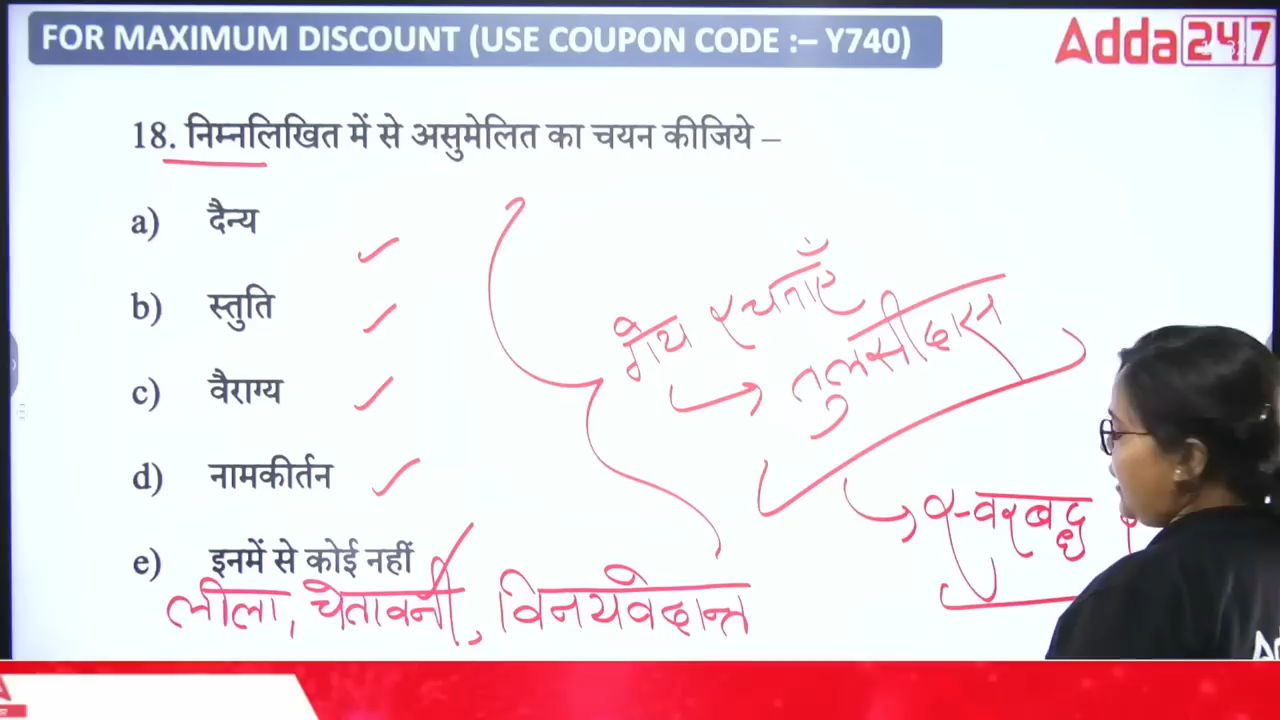 FOR MAXIMUM DISCOUNT (USE COUPON CODE :– Y740)
Adda247
18. निम्नलिखित में से असुमेलित का चयन कीजिये –
a) दैन्य
b) स्तुति
c) वैराग्य
d) नामकीर्तन
e) इनमें से कोई नहीं
गेय रचनाएँ
तुलसीदास
स्वरबद्ध
लीला, चेतावनी, विनयवेदान्त